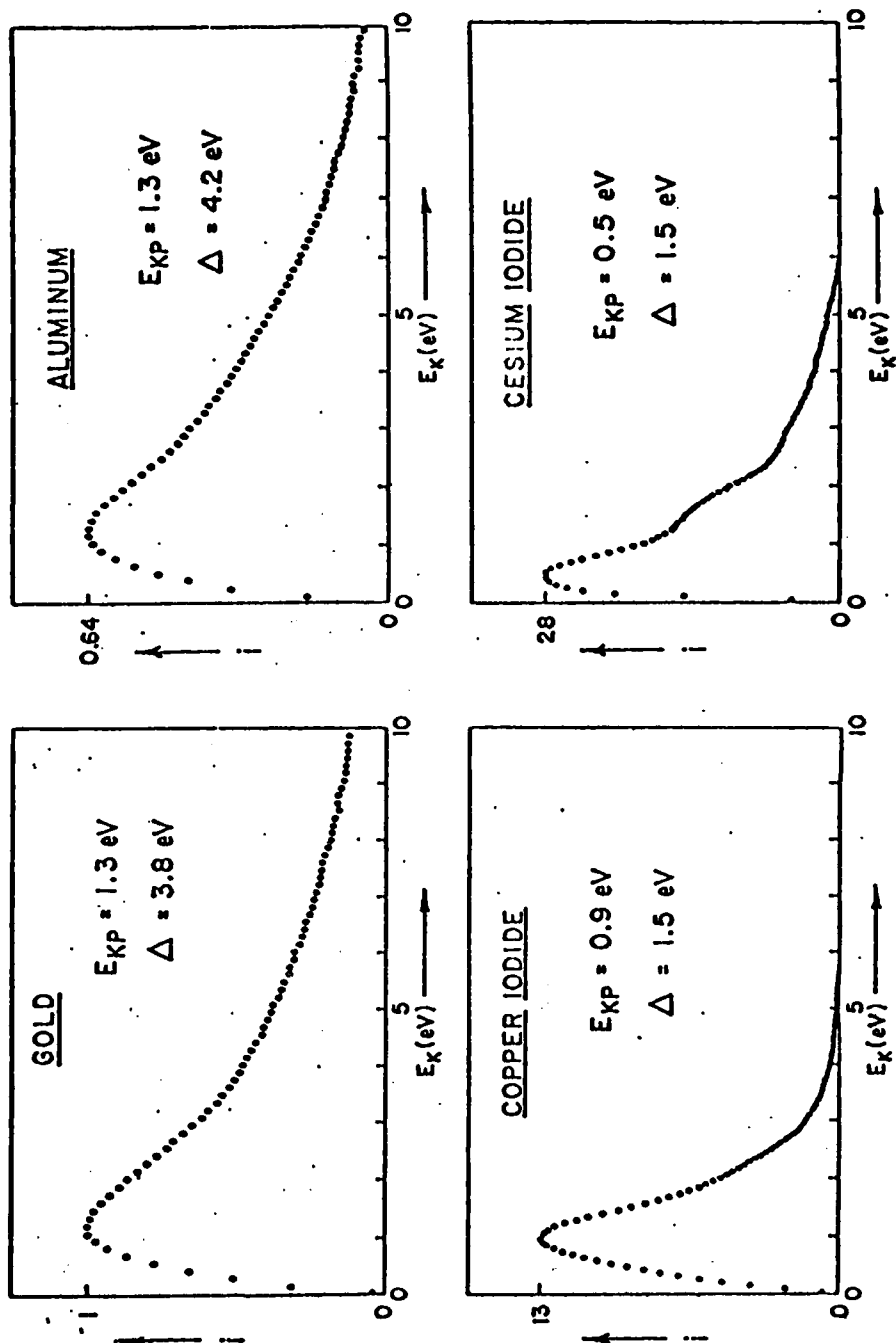 GOLD
1
i
E_KP = 1.3 eV
Δ = 3.8 eV
0
0 5 10
E_K(eV)
ALUMINUM
0.64
i
E_KP = 1.3 eV
Δ = 4.2 eV
0
0 5 10
E_K(eV)
COPPER IODIDE
13
i
E_KP = 0.9 eV
Δ = 1.5 eV
0
0 5 10
E_K(eV)
CESIUM IODIDE
28
i
E_KP = 0.5 eV
Δ = 1.5 eV
0
0 5 10
E_K(eV)